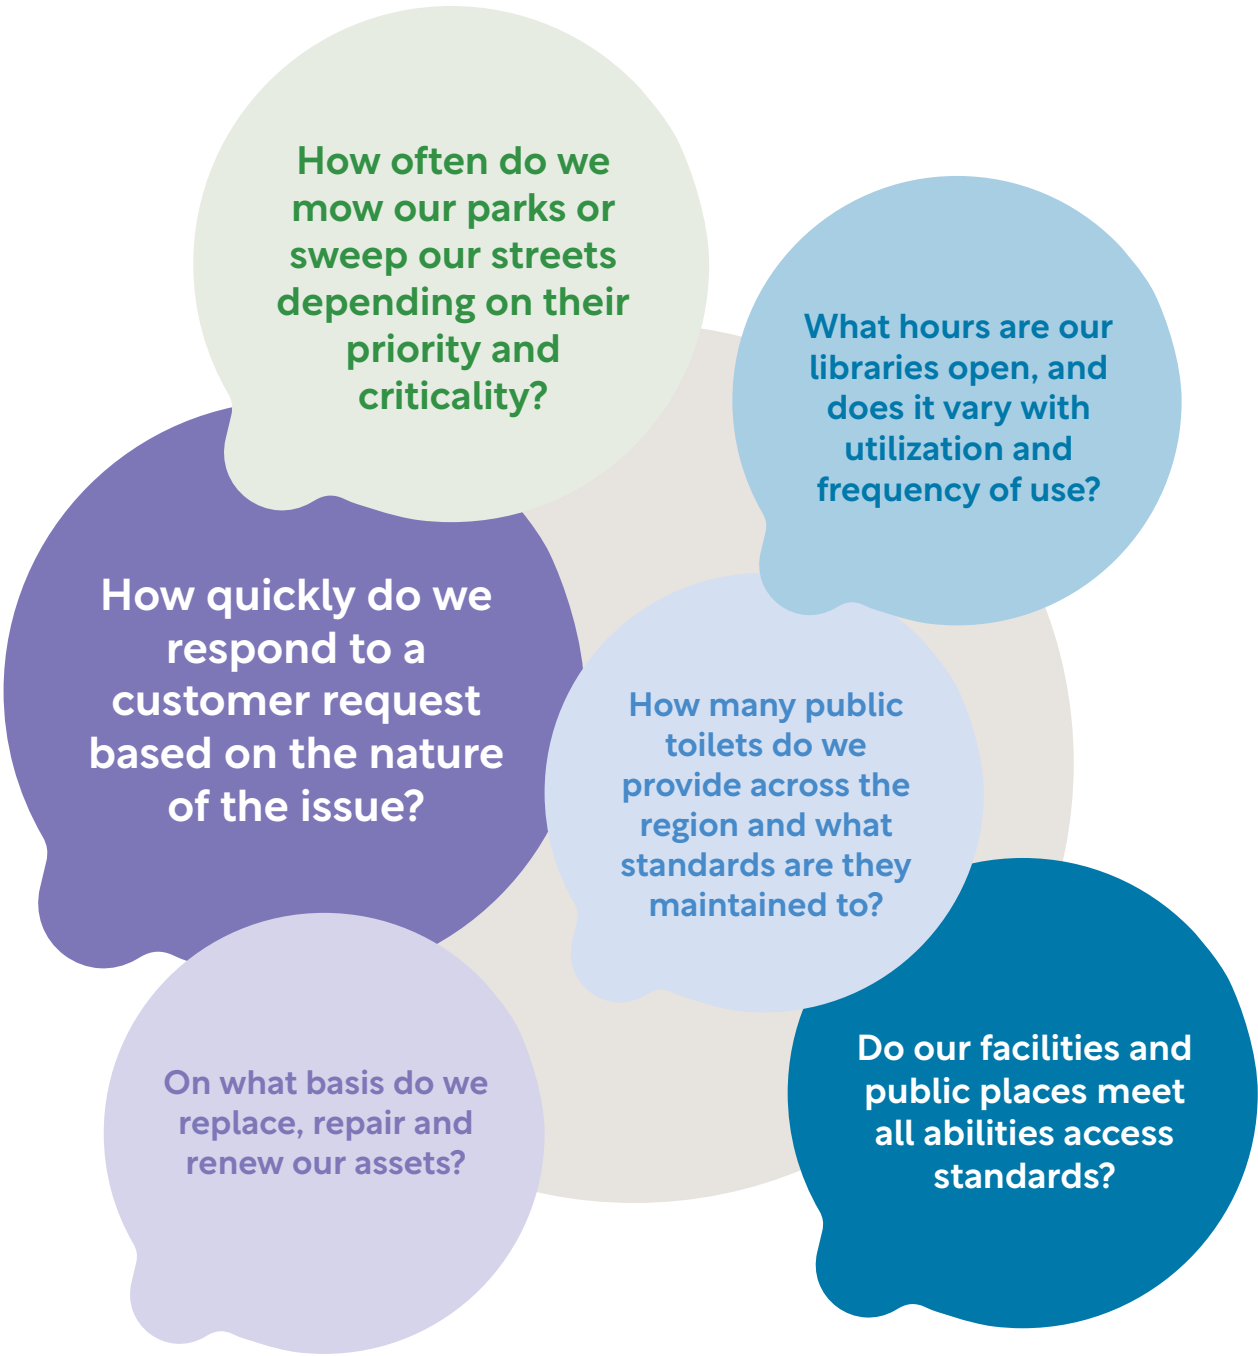 How often do we
mow our parks or
sweep our streets
depending on their
priority and
criticality?
What hours are our
libraries open, and
does it vary with
utilization and
frequency of use?
How quickly do we
respond to a
customer request
based on the nature
of the issue?
How many public
toilets do we
provide across the
region and what
standards are they
maintained to?
On what basis do we
replace, repair and
renew our assets?
Do our facilities and
public places meet
all abilities access
standards?